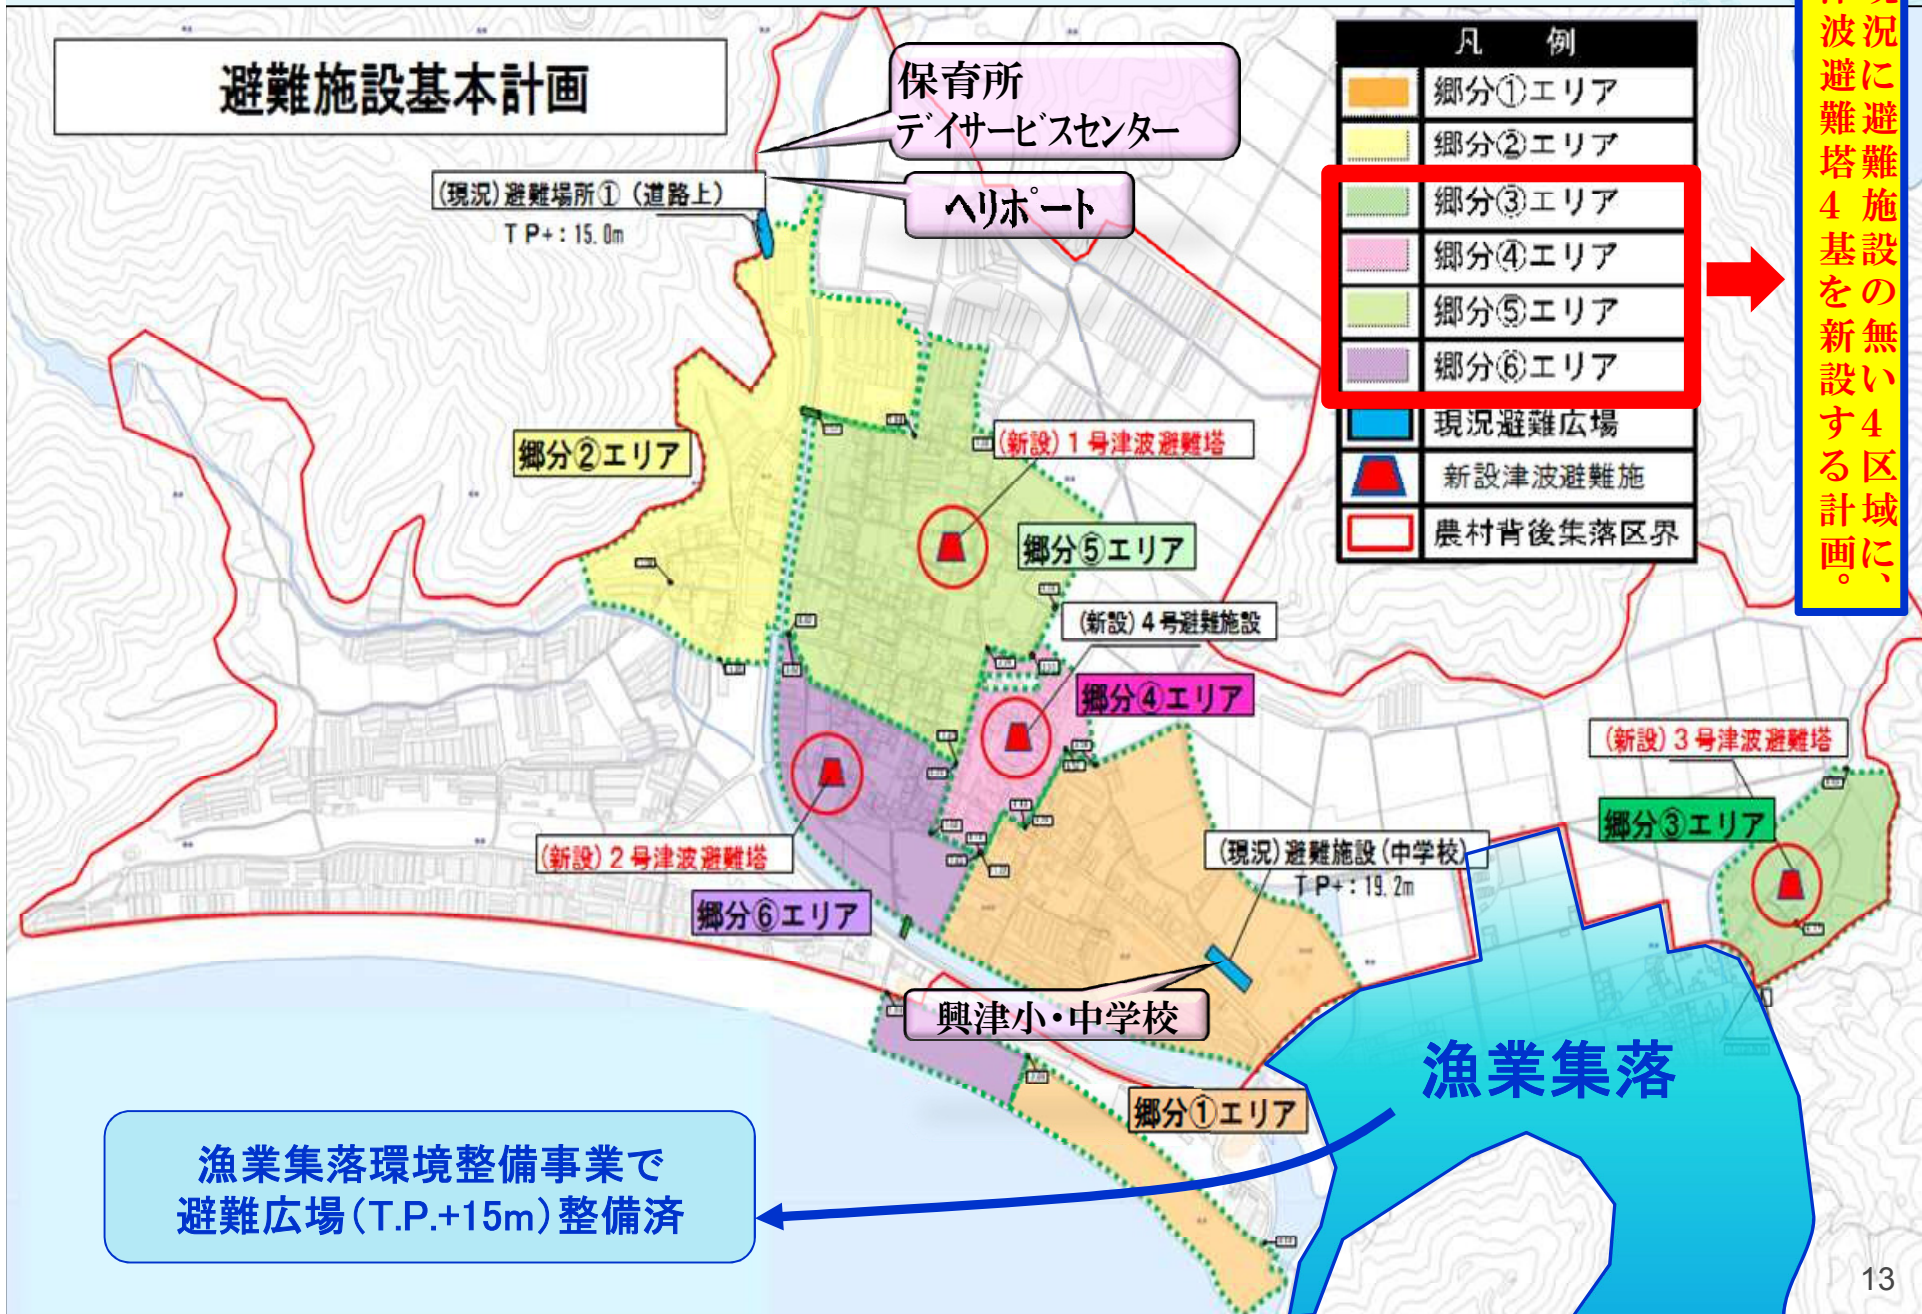 避難施設基本計画
保育所
デイサービスセンター
ヘリポート
(現況)避難場所①（道路上）
TP+:15.0m
凡　例
郷分①エリア
郷分②エリア
郷分③エリア
郷分④エリア
郷分⑤エリア
郷分⑥エリア
現況避難広場
新設津波避難施
農村背後集落区界
況に避難施設の無い4区域に、
波避難塔4基を新設する計画。
郷分②エリア
(新設)1号津波避難塔
郷分⑤エリア
(新設)4号避難施設
郷分④エリア
(新設)3号津波避難塔
郷分③エリア
(新設)2号津波避難塔
(現況)避難施設(中学校)
TP+:19.2m
郷分⑥エリア
興津小・中学校
漁業集落
郷分①エリア
漁業集落環境整備事業で
避難広場(T.P.+15m)整備済
13